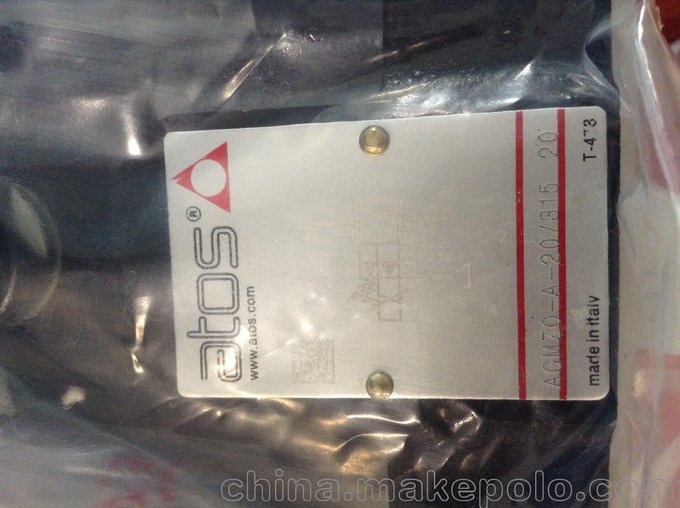 atos®
www.atos.com
AGMZO-A-20/315 20
made in Italy
T-473
china.makepolo.com